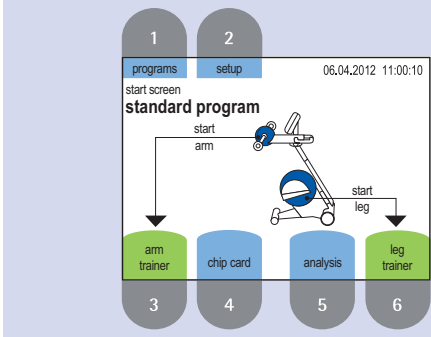 1 2
programs setup 06.04.2012 11:00:10
start screen
standard program
start
arm
start
leg
arm
trainer
chip card
analysis
leg
trainer
3 4 5 6